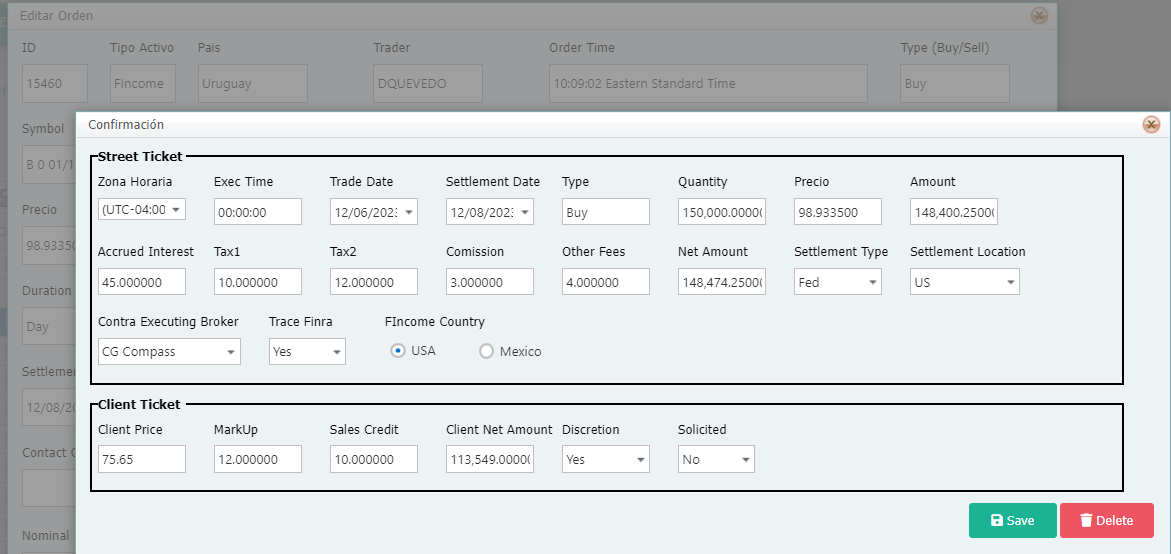 Editar Orden
ID Tipo Activo Pais Trader Order Time Type (Buy/Sell)
15460 FIncome Uruguay DQUEVEDO 10:09:02 Eastern Standard Time Buy
Symbol
B 0 01/1
Precio
98.93350
Duration
Day
Settlem
12/08/20
Contact C
Nominal
Confirmación
Street Ticket
Zona Horaria Exec Time Trade Date Settlement Date Type Quantity Precio Amount
(UTC-04:00 00:00:00 12/06/2023 12/08/2023 Buy 150,000.0000 98.933500 148,400.2500
Accrued Interest Tax1 Tax2 Comission Other Fees Net Amount Settlement Type Settlement Location
45.000000 10.000000 12.000000 3.000000 4.000000 148,474.2500 Fed US
Contra Executing Broker Trace Finra FIncome Country
CG Compass Yes USA Mexico
Client Ticket
Client Price MarkUp Sales Credit Client Net Amount Discretion Solicited
75.65 12.000000 10.000000 113,549.0000 Yes No
Save Delete